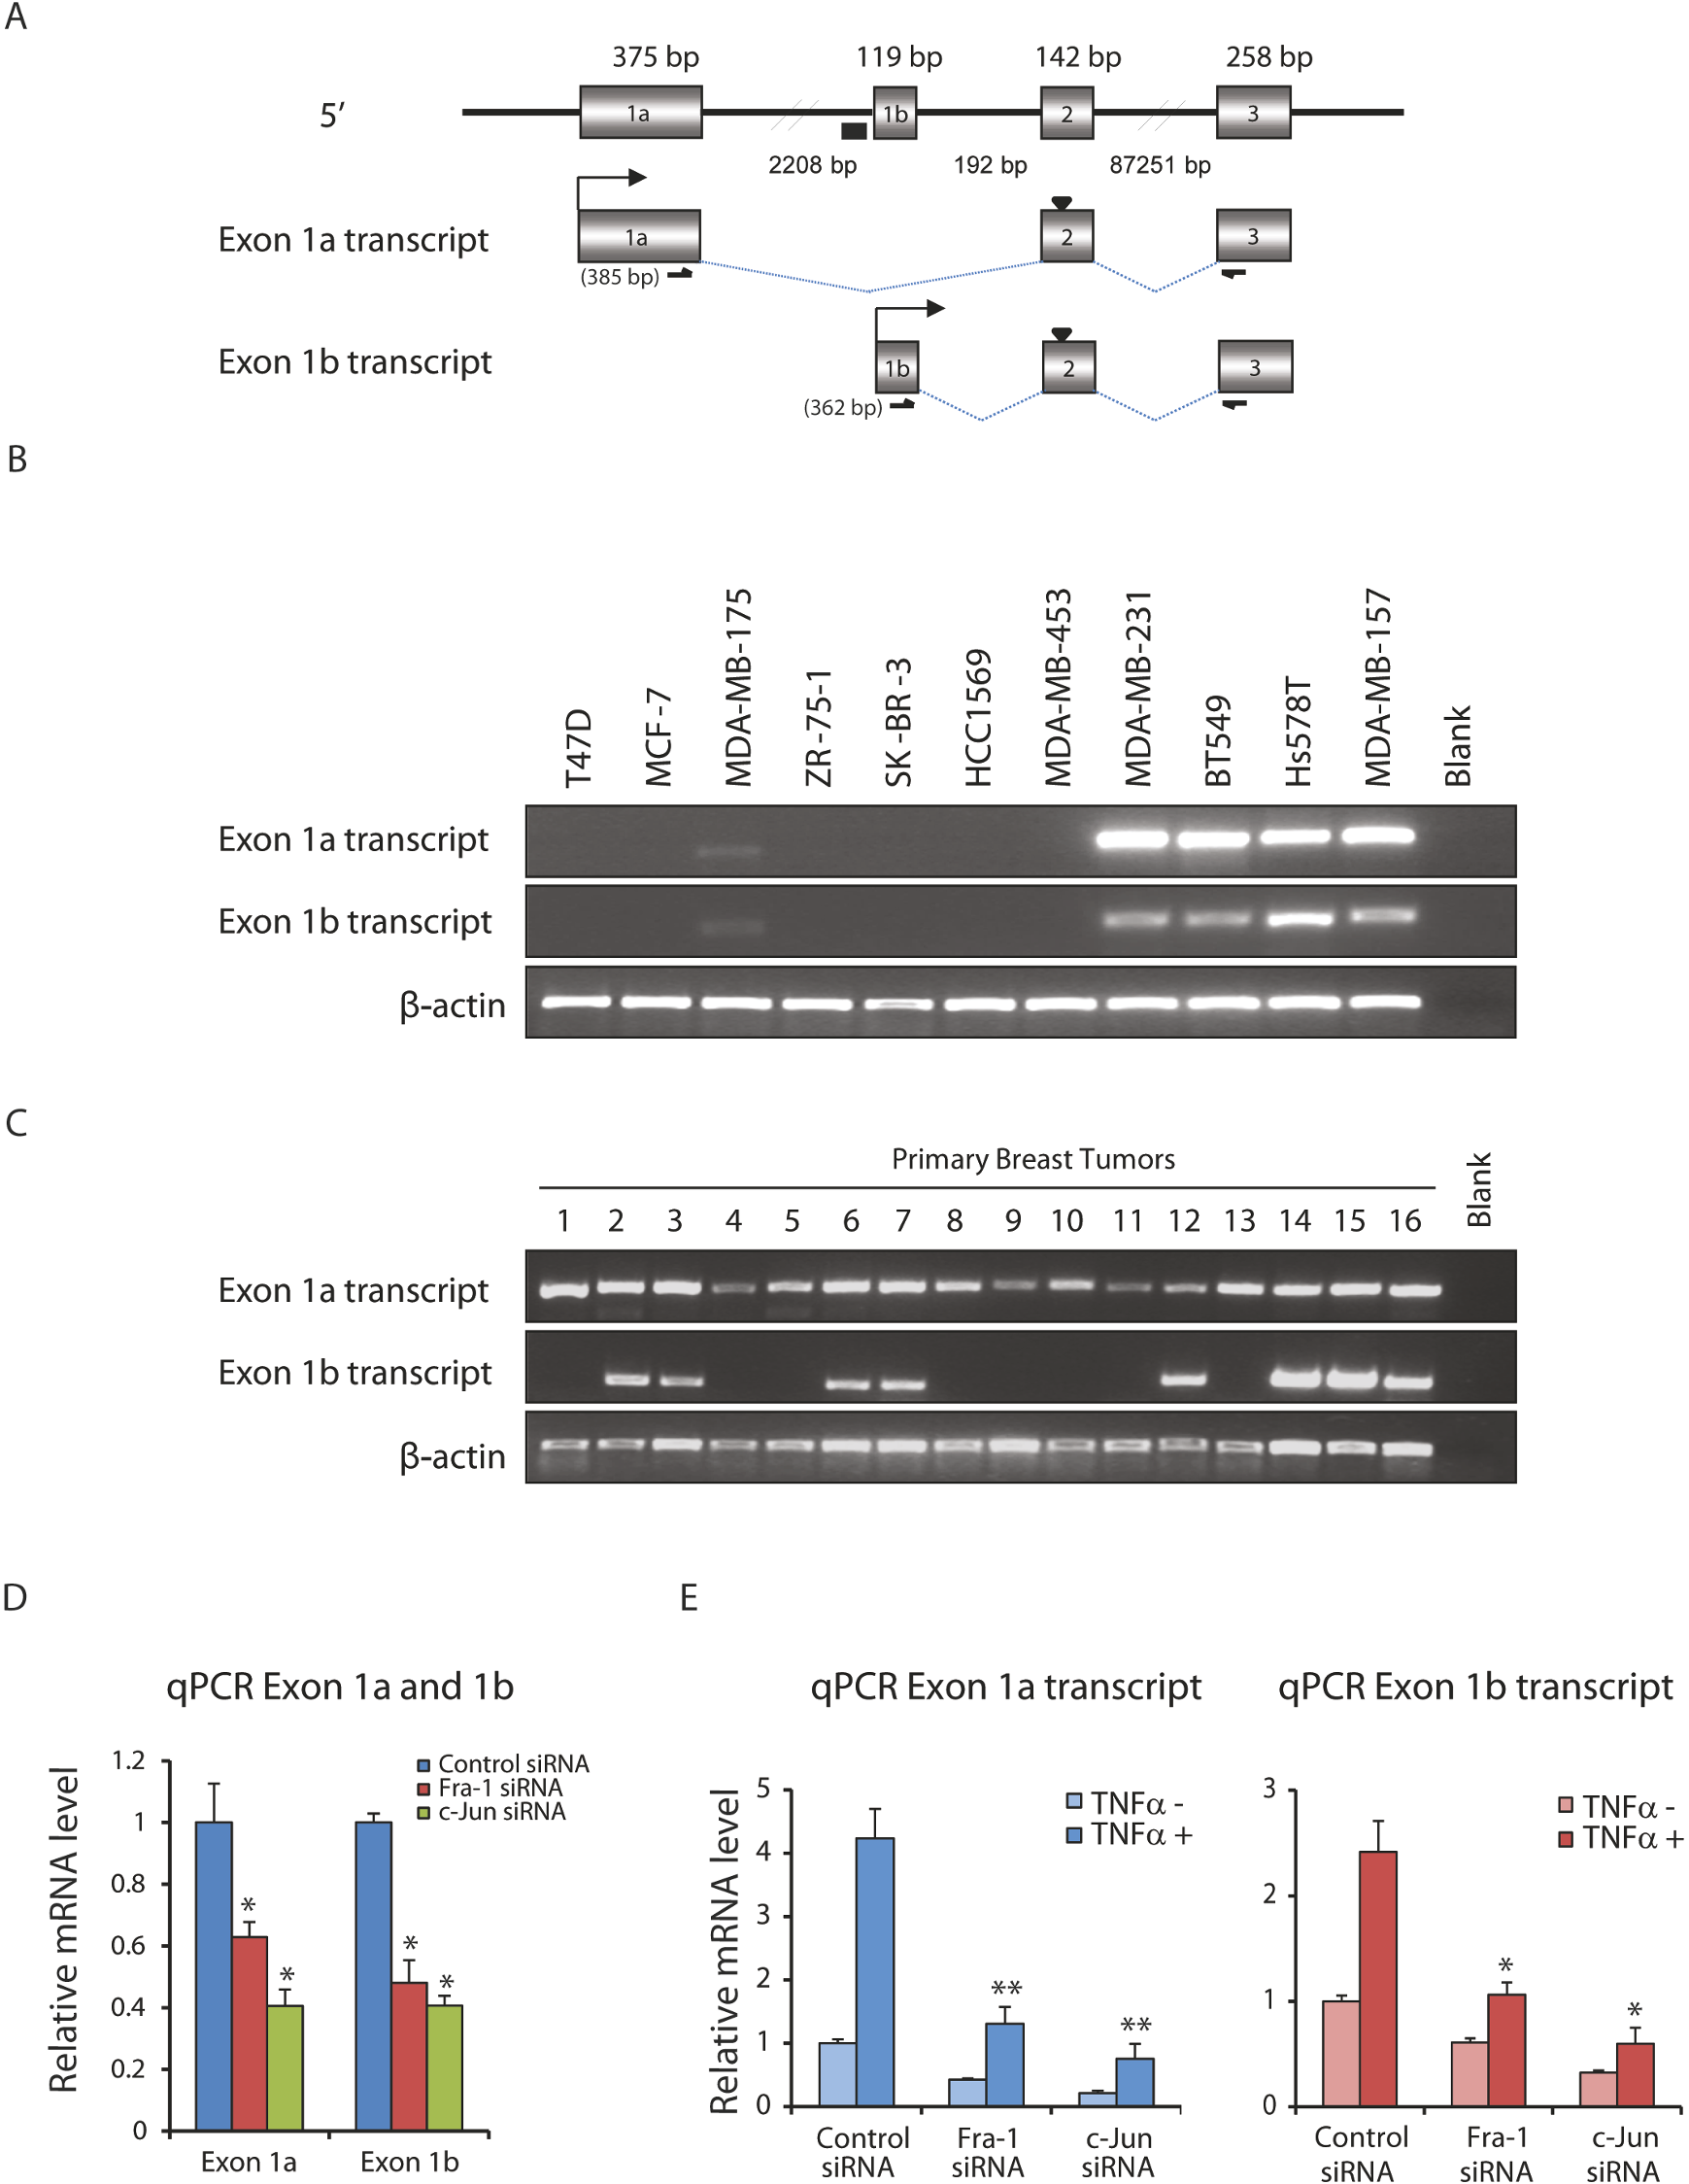 A
375 bp
119 bp
142 bp
258 bp
5′
1a
1b
2
3
2208 bp
192 bp
87251 bp
Exon 1a transcript
1a
2
3
(385 bp)
Exon 1b transcript
1b
2
3
(362 bp)
B
T47D
MCF-7
MDA-MB-175
ZR-75-1
SK-BR-3
HCC1569
MDA-MB-453
MDA-MB-231
BT549
Hs578T
MDA-MB-157
Blank
Exon 1a transcript
Exon 1b transcript
β-actin
C
Primary Breast Tumors
Blank
1 2 3 4 5 6 7 8 9 10 11 12 13 14 15 16
Exon 1a transcript
Exon 1b transcript
β-actin
D
qPCR Exon 1a and 1b
Relative mRNA level
1.2
1
0.8
0.6
0.4
0.2
0
Control siRNA
Fra-1 siRNA
c-Jun siRNA
* * * *
Exon 1a
Exon 1b
E
qPCR Exon 1a transcript
Relative mRNA level
5
4
3
2
1
0
TNFα -
TNFα +
** **
Control siRNA
Fra-1 siRNA
c-Jun siRNA
qPCR Exon 1b transcript
3
2
1
0
TNFα -
TNFα +
* *
Control siRNA
Fra-1 siRNA
c-Jun siRNA